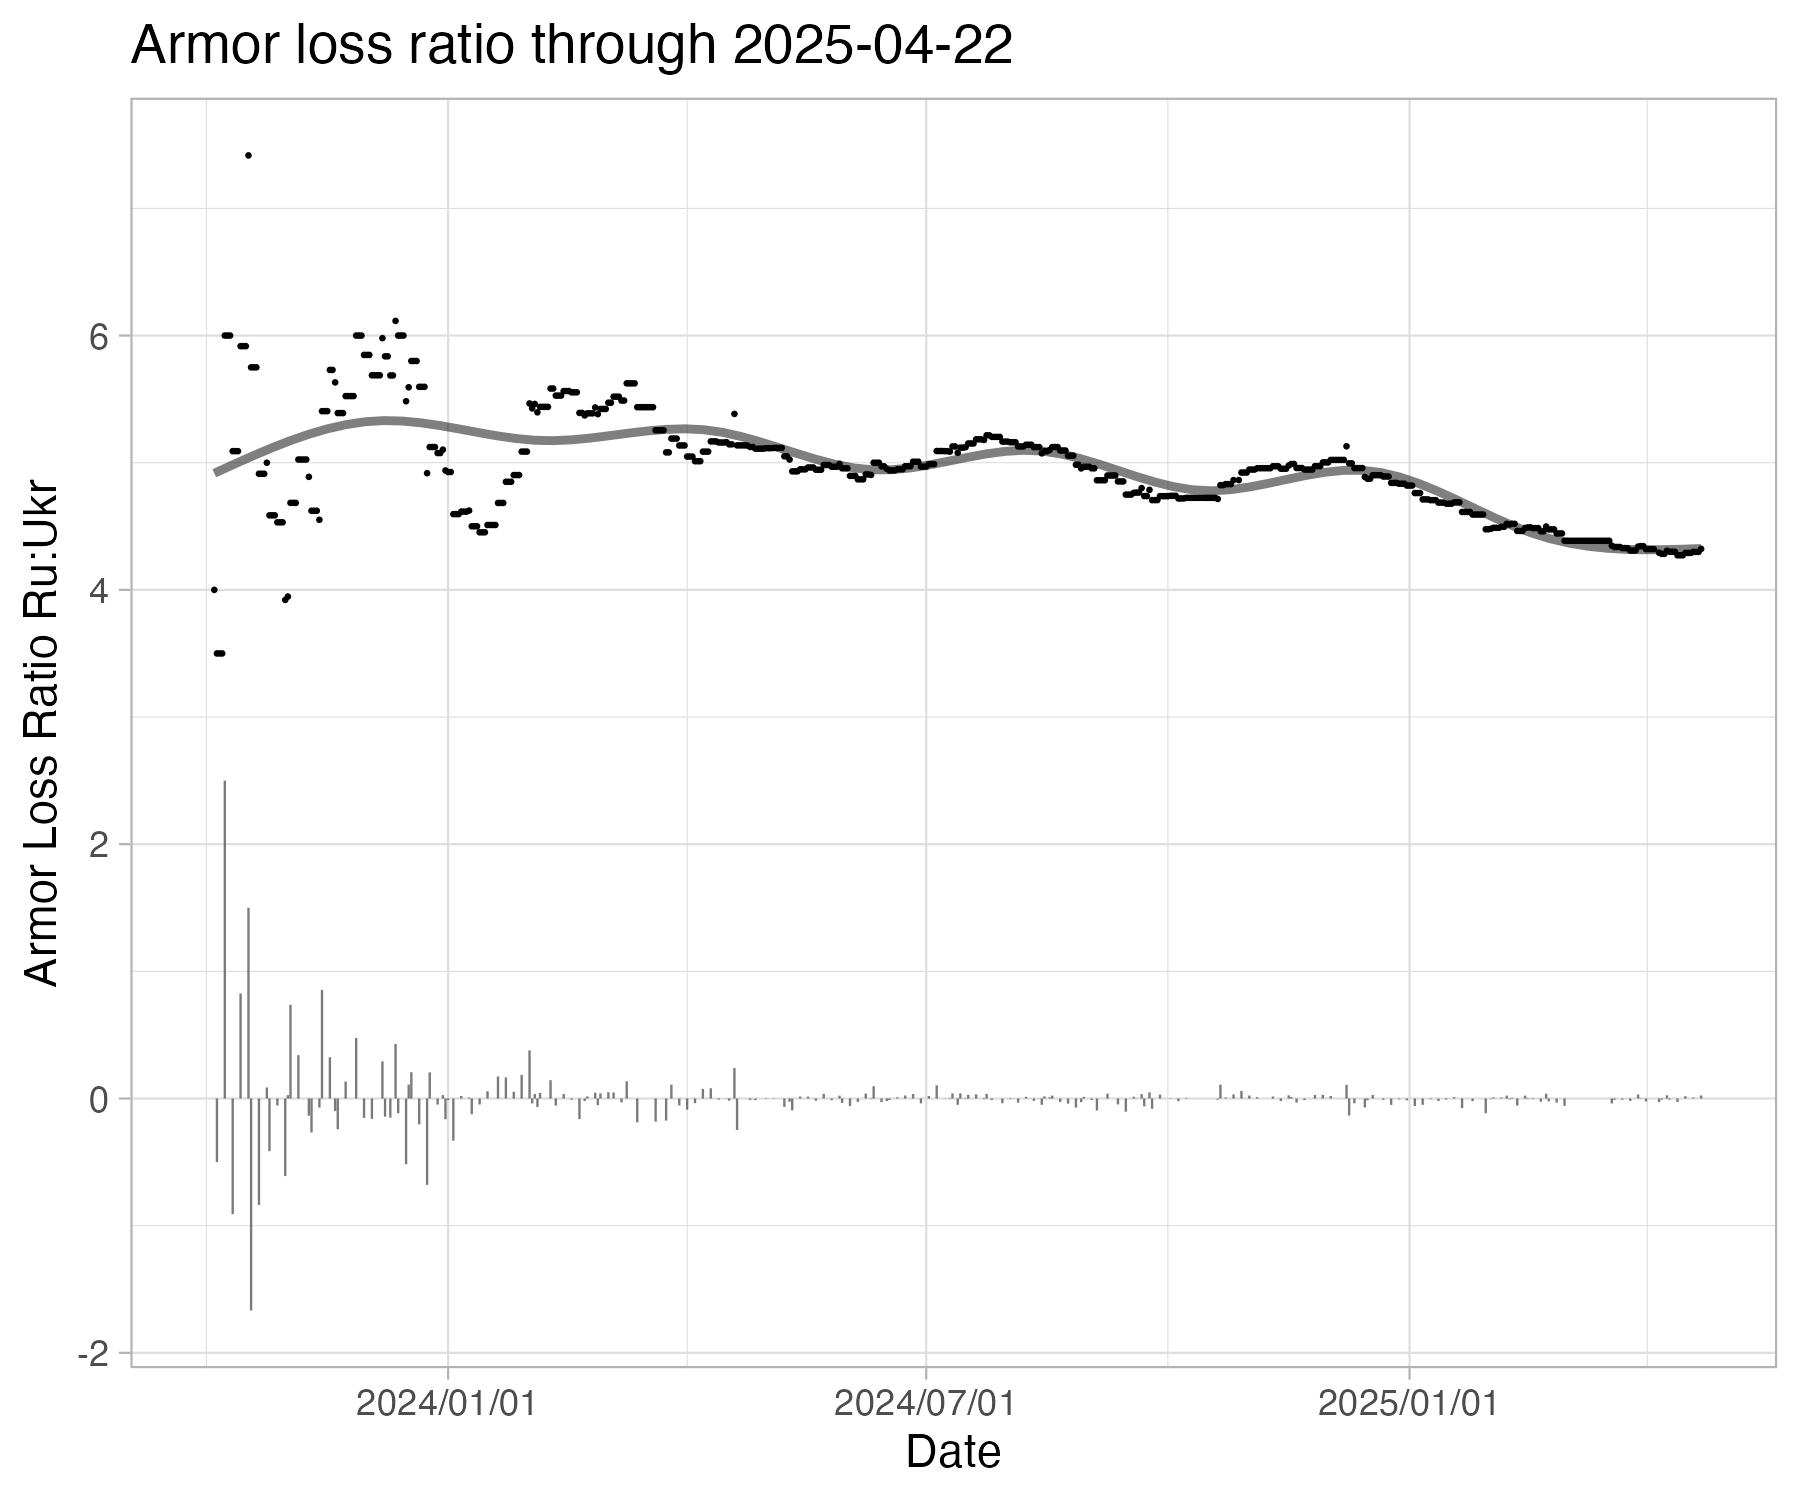 Armor loss ratio through 2025-04-22
Armor Loss Ratio Ru:Ukr
6
4
2
0
-2
2024/01/01
2024/07/01
2025/01/01
Date